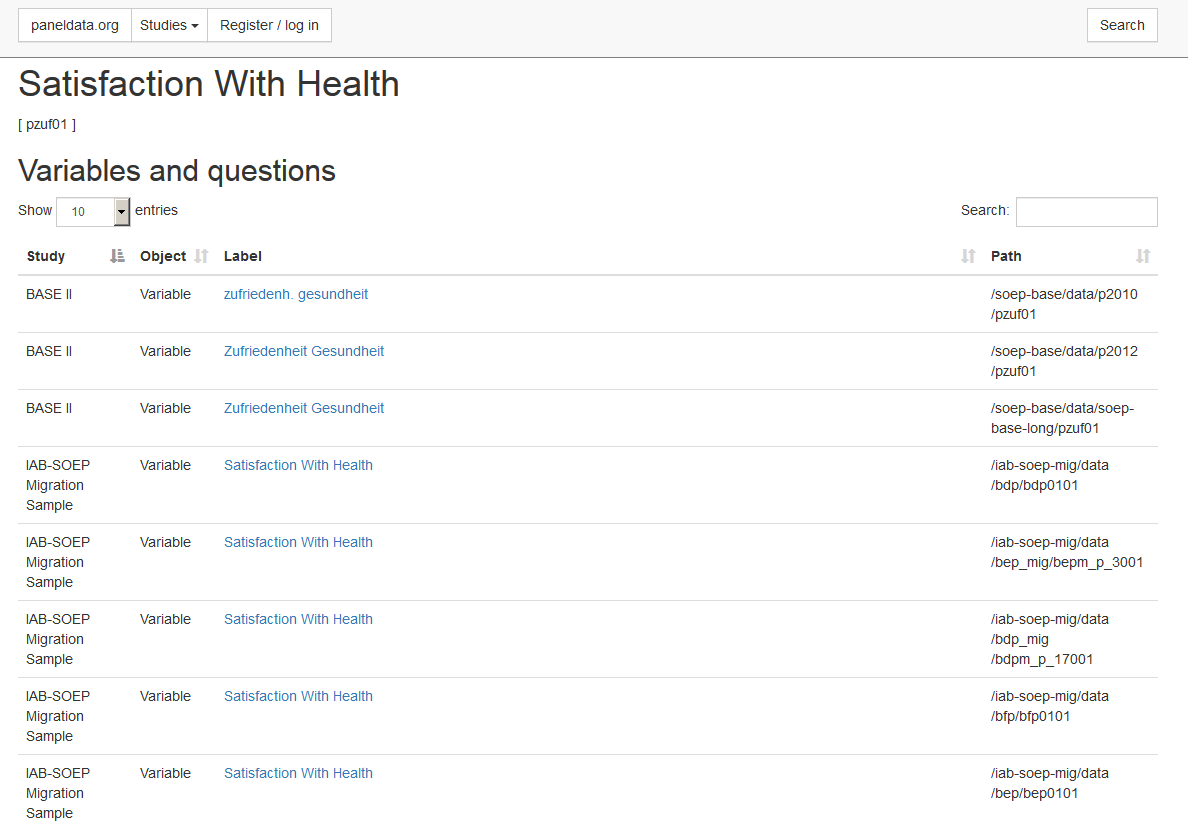 paneldata.org Studies Register / log in Search
Satisfaction With Health
[ pzuf01 ]
Variables and questions
Show 10 entries Search:
Study Object Label Path
BASE II Variable zufriedenh. gesundheit /soep-base/data/p2010
/pzuf01
BASE II Variable Zufriedenheit Gesundheit /soep-base/data/p2012
/pzuf01
BASE II Variable Zufriedenheit Gesundheit /soep-base/data/soep-
base-long/pzuf01
IAB-SOEP Variable Satisfaction With Health /iab-soep-mig/data
Migration /bdp/bdp0101
Sample
IAB-SOEP Variable Satisfaction With Health /iab-soep-mig/data
Migration /bep_mig/bepm_p_3001
Sample
IAB-SOEP Variable Satisfaction With Health /iab-soep-mig/data
Migration /bdp_mig
Sample /bdpm_p_17001
IAB-SOEP Variable Satisfaction With Health /iab-soep-mig/data
Migration /bfp/bfp0101
Sample
IAB-SOEP Variable Satisfaction With Health /iab-soep-mig/data
Migration /bep/bep0101
Sample